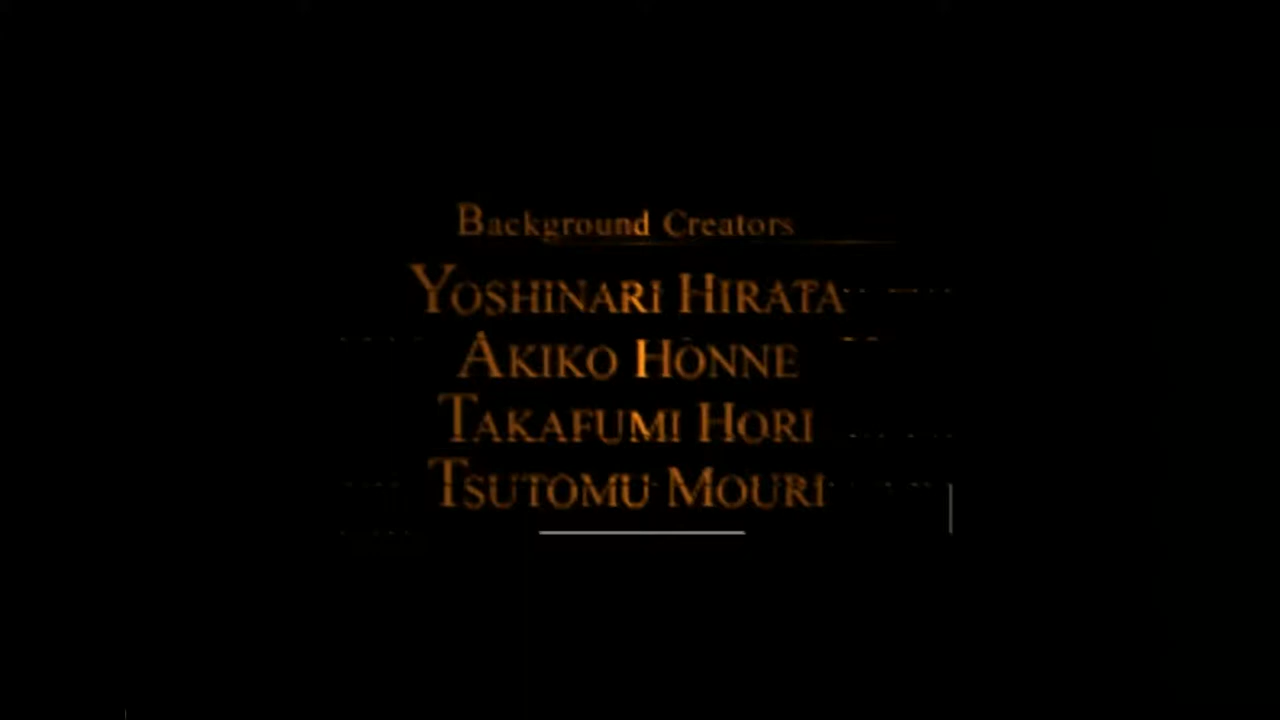 Background Creators
YOSHINARI HIRATA
AKIKO HONNE
TAKAFUMI HORI
TSUTOMU MOURI